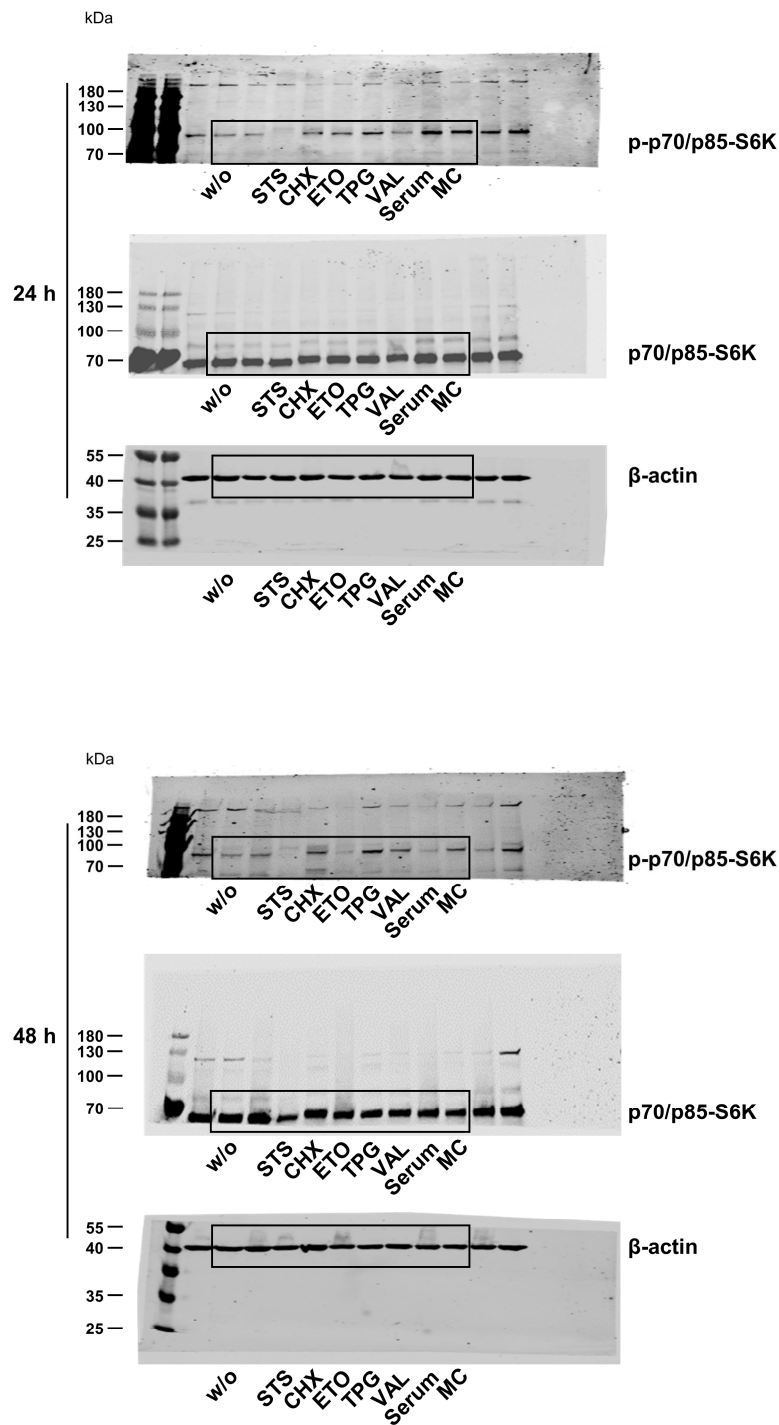 kDa
180
130
100
70
p-p70/p85-S6K
w/o STS CHX ETO TPG VAL Serum MC
24 h
180
130
100
70
p70/p85-S6K
w/o STS CHX ETO TPG VAL Serum MC
55
40
35
25
β-actin
w/o STS CHX ETO TPG VAL Serum MC
kDa
180
130
100
70
p-p70/p85-S6K
w/o STS CHX ETO TPG VAL Serum MC
48 h
180
130
100
70
p70/p85-S6K
w/o STS CHX ETO TPG VAL Serum MC
55
40
35
25
β-actin
w/o STS CHX ETO TPG VAL Serum MC